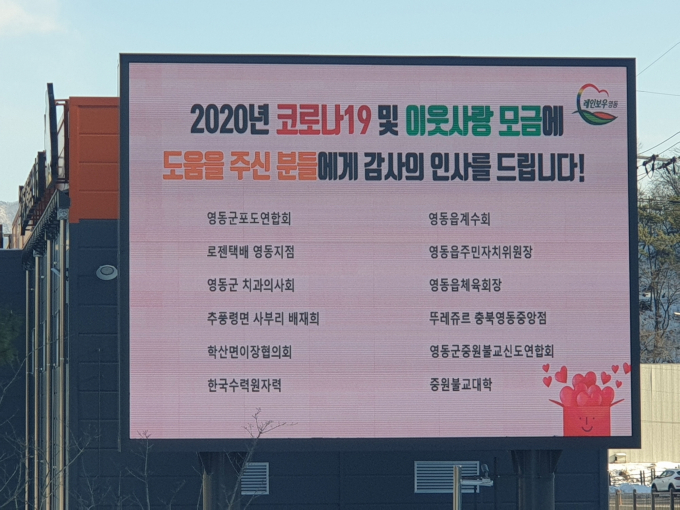 2020년 코로나19 및 이웃사랑 모금에
레인보우영동
도움을 주신 분들에게 감사의 인사를 드립니다!
영동군포도연합회
영동읍계수회
로젠택배 영동지점
영동읍주민자치위원장
영동군 치과의사회
영동읍체육회장
추풍령면 사부리 배재희
뚜레쥬르 충북영동중앙점
학산면이장협의회
영동군중원불교신도연합회
한국수력원자력
중원불교대학